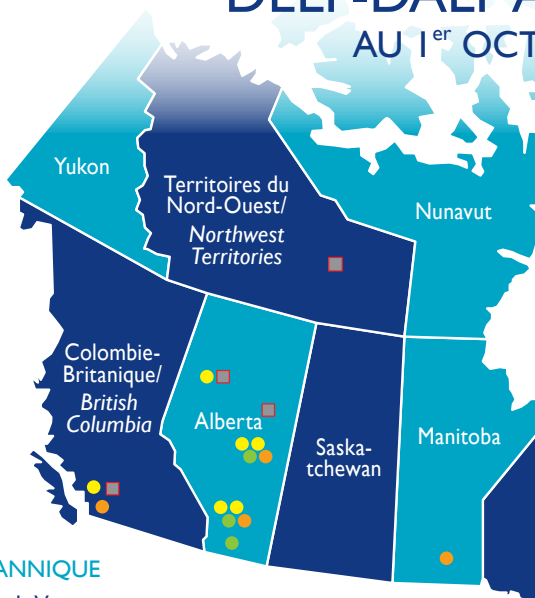 AU 1er OCT
Yukon
Territoires du
Nord-Ouest/
Northwest
Territories
Nunavut
Colombie-
Britanique/
British
Columbia
Alberta
Saska-
tchewan
Manitoba
ANNIQUE